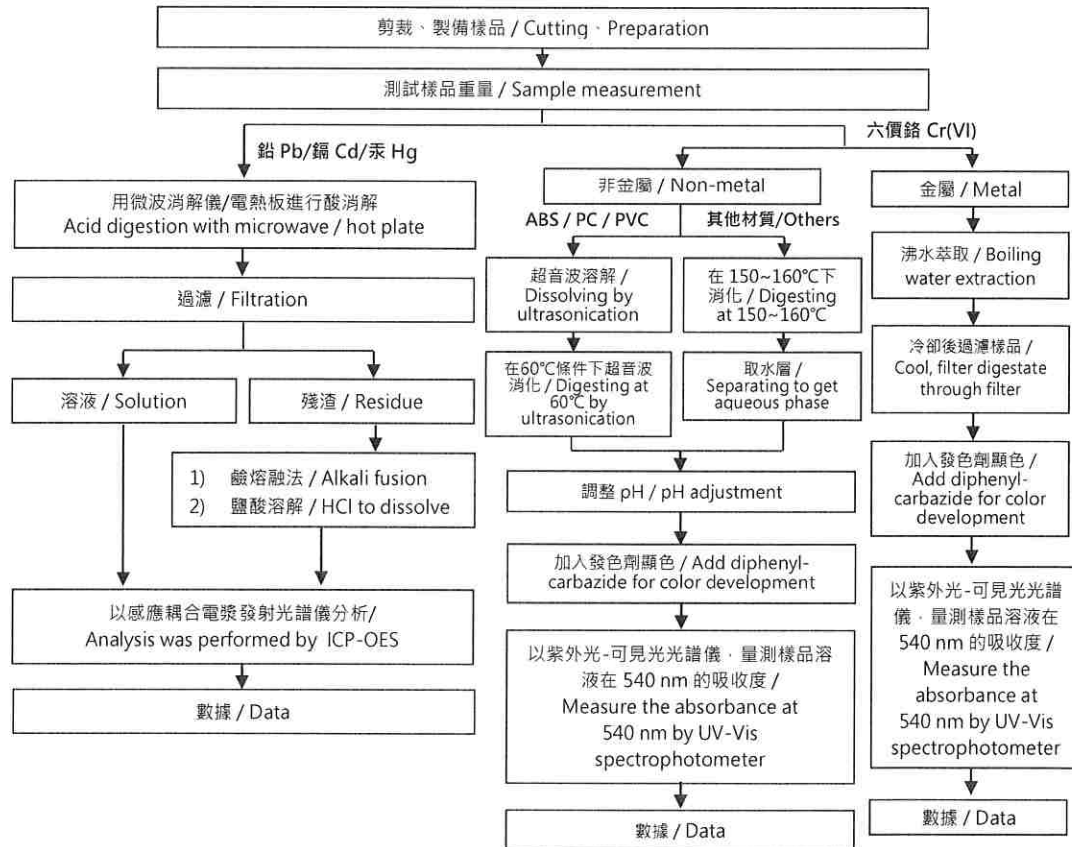 剪裁、製備樣品 / Cutting、Preparation
測試樣品重量 / Sample measurement
鉛 Pb/鎘 Cd/汞 Hg
六價鉻 Cr(VI)
用微波消解儀/電熱板進行酸消解
Acid digestion with microwave / hot plate
過濾 / Filtration
溶液 / Solution
殘渣 / Residue
1) 鹼熔融法 / Alkali fusion
2) 鹽酸溶解 / HCl to dissolve
以感應耦合電漿發射光譜儀分析/
Analysis was performed by ICP-OES
數據 / Data
非金屬 / Non-metal
ABS / PC / PVC
其他材質/Others
超音波溶解 /
Dissolving by
ultrasonication
在 150~160℃下
消化 / Digesting
at 150~160℃
在60℃條件下超音波
消化 / Digesting at
60℃ by
ultrasonication
取水層 /
Separating to get
aqueous phase
調整 pH / pH adjustment
加入發色劑顯色 / Add diphenyl-
carbazide for color development
以紫外光-可見光光譜儀，量測樣品溶
液在 540 nm 的吸收度 /
Measure the absorbance at
540 nm by UV-Vis
spectrophotometer
數據 / Data
金屬 / Metal
沸水萃取 / Boiling
water extraction
冷卻後過濾樣品 /
Cool, filter digestate
through filter
加入發色劑顯色 /
Add diphenyl-
carbazide for color
development
以紫外光-可見光光譜
儀，量測樣品溶液在
540 nm 的吸收度 /
Measure the
absorbance at
540 nm by UV-Vis
spectrophotometer
數據 / Data